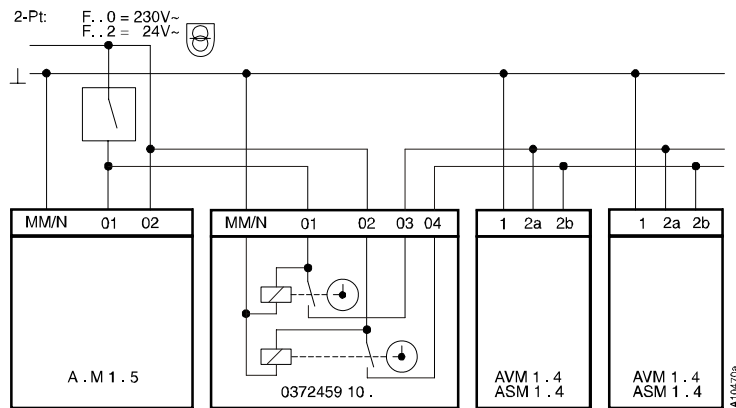 2-Pt: F..0 = 230V~
F..2 = 24V~
⊥
MM/N 01 02
MM/N 01 02 03 04
1 2a 2b
1 2a 2b
A.M1.5
0372459 10.
AVM 1.4
ASM 1.4
AVM 1.4
ASM 1.4
A10470a